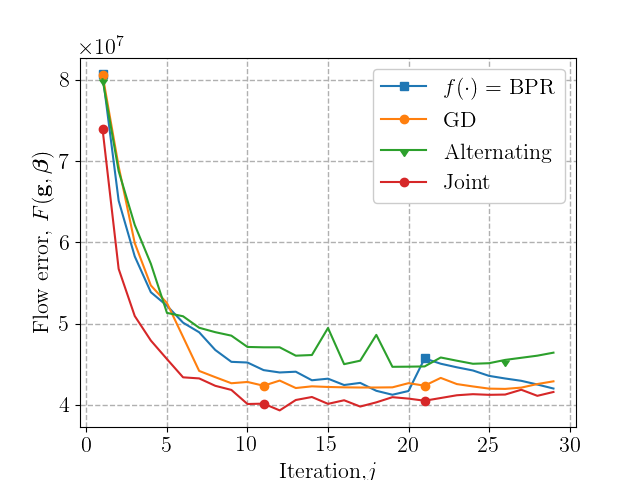 ×10⁷
8
7
6
5
4
Flow error, F(g, β)
f(·) = BPR
GD
Alternating
Joint
0 5 10 15 20 25 30
Iteration, j